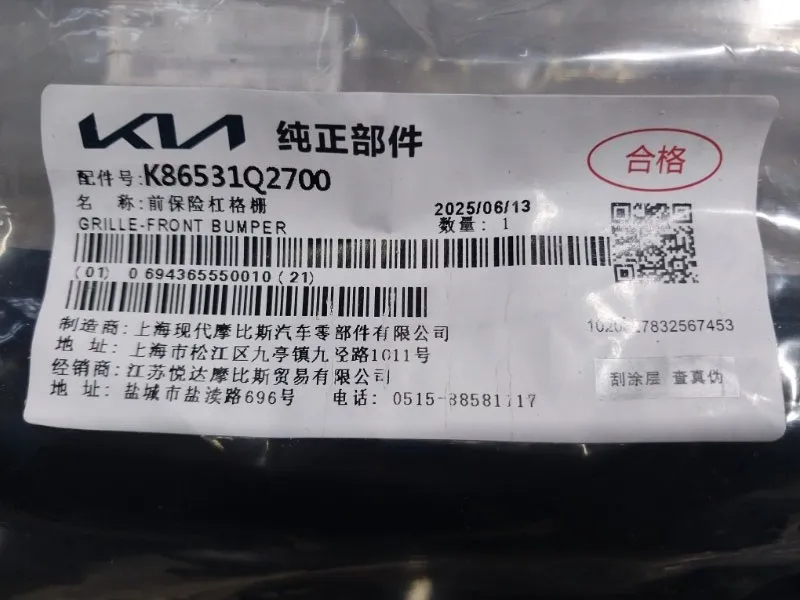 KIA 纯正部件
合格
配件号:K86531Q2700
名 称:前保险杠格栅
2025/06/13
GRILLE-FRONT BUMPER
数量: 1
(01) 0 694365550010 (21)
制造商:上海现代摩比斯汽车零部件有限公司
地 址: 上海市松江区九亭镇九泾路1011号
经销商:江苏悦达摩比斯贸易有限公司
地 址: 盐城市盐渎路696号 电话: 0515-88581717
刮涂层 查真伪